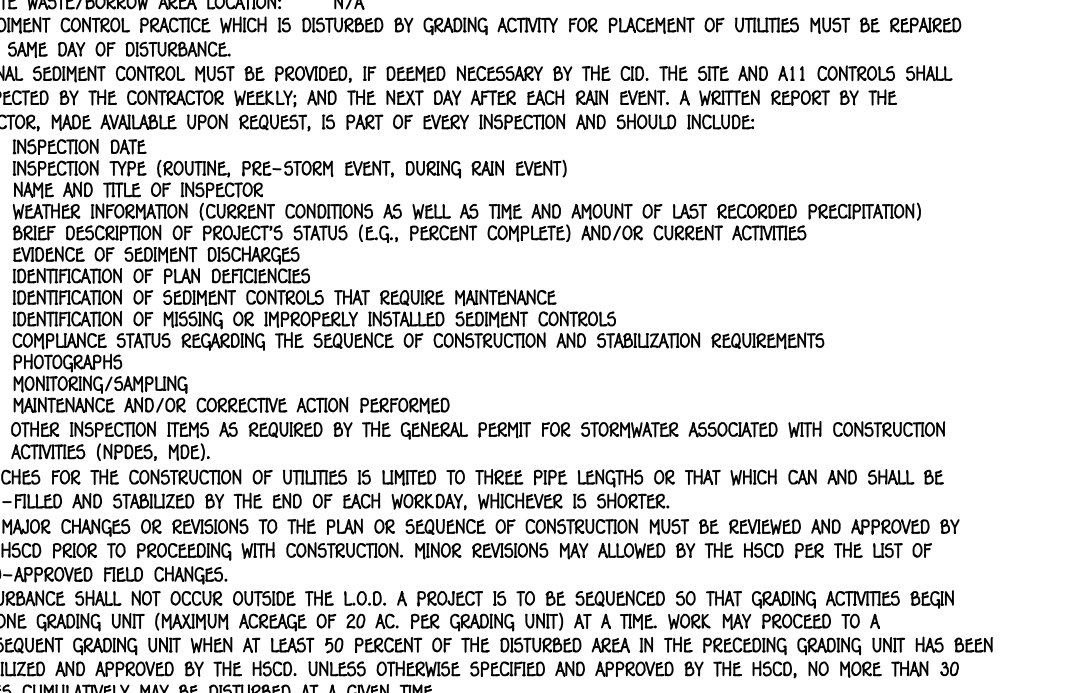 TE WASTE/BORROW AREA LOCATION: N/A
DIMENT CONTROL PRACTICE WHICH IS DISTURBED BY GRADING ACTIVITY FOR PLACEMENT OF UTILITIES MUST BE REPAIRED
SAME DAY OF DISTURBANCE.
NAL SEDIMENT CONTROL MUST BE PROVIDED, IF DEEMED NECESSARY BY THE CID. THE SITE AND A11 CONTROLS SHALL
PECTED BY THE CONTRACTOR WEEKLY; AND THE NEXT DAY AFTER EACH RAIN EVENT. A WRITTEN REPORT BY THE
CTOR, MADE AVAILABLE UPON REQUEST, IS PART OF EVERY INSPECTION AND SHOULD INCLUDE:
INSPECTION DATE
INSPECTION TYPE (ROUTINE, PRE-STORM EVENT, DURING RAIN EVENT)
NAME AND TITLE OF INSPECTOR
WEATHER INFORMATION (CURRENT CONDITIONS AS WELL AS TIME AND AMOUNT OF LAST RECORDED PRECIPITATION)
BRIEF DESCRIPTION OF PROJECT'S STATUS (E.G., PERCENT COMPLETE) AND/OR CURRENT ACTIVITIES
EVIDENCE OF SEDIMENT DISCHARGES
IDENTIFICATION OF PLAN DEFICIENCIES
IDENTIFICATION OF SEDIMENT CONTROLS THAT REQUIRE MAINTENANCE
IDENTIFICATION OF MISSING OR IMPROPERLY INSTALLED SEDIMENT CONTROLS
COMPLIANCE STATUS REGARDING THE SEQUENCE OF CONSTRUCTION AND STABILIZATION REQUIREMENTS
PHOTOGRAPHS
MONITORING/SAMPLING
MAINTENANCE AND/OR CORRECTIVE ACTION PERFORMED
OTHER INSPECTION ITEMS AS REQUIRED BY THE GENERAL PERMIT FOR STORMWATER ASSOCIATED WITH CONSTRUCTION
ACTIVITIES (NPDES, MDE).
CHES FOR THE CONSTRUCTION OF UTILITIES IS LIMITED TO THREE PIPE LENGTHS OR THAT WHICH CAN AND SHALL BE
-FILLED AND STABILIZED BY THE END OF EACH WORKDAY, WHICHEVER IS SHORTER.
MAJOR CHANGES OR REVISIONS TO THE PLAN OR SEQUENCE OF CONSTRUCTION MUST BE REVIEWED AND APPROVED BY
HSCD PRIOR TO PROCEEDING WITH CONSTRUCTION. MINOR REVISIONS MAY ALLOWED BY THE HSCD PER THE LIST OF
-APPROVED FIELD CHANGES.
URBANCE SHALL NOT OCCUR OUTSIDE THE L.O.D. A PROJECT IS TO BE SEQUENCED SO THAT GRADING ACTIVITIES BEGIN
ONE GRADING UNIT (MAXIMUM ACREAGE OF 20 AC. PER GRADING UNIT) AT A TIME. WORK MAY PROCEED TO A
SEQUENT GRADING UNIT WHEN AT LEAST 50 PERCENT OF THE DISTURBED AREA IN THE PRECEDING GRADING UNIT HAS BEEN
ILIZED AND APPROVED BY THE HSCD. UNLESS OTHERWISE SPECIFIED AND APPROVED BY THE HSCD, NO MORE THAN 30
ES CUMULATIVELY MAY BE DISTURBED AT A GIVEN TIME.